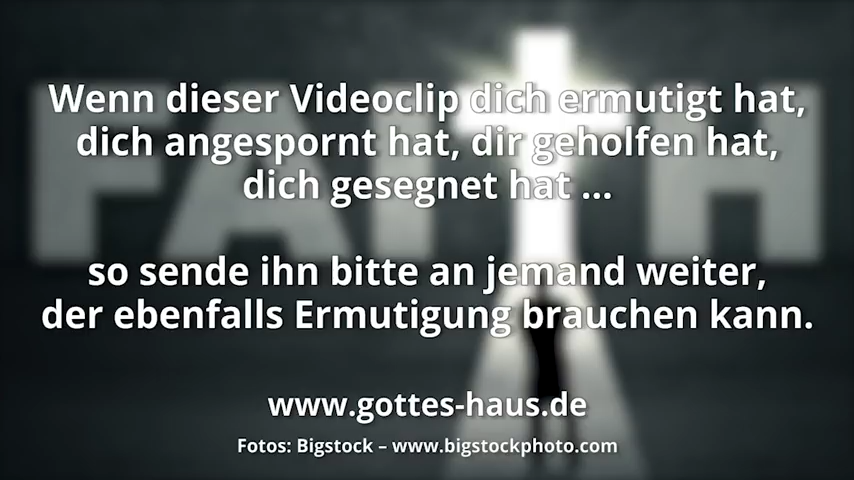 FAITH
Wenn dieser Videoclip dich ermutigt hat,
dich angespornt hat, dir geholfen hat,
dich gesegnet hat ...
so sende ihn bitte an jemand weiter,
der ebenfalls Ermutigung brauchen kann.
www.gottes-haus.de
Fotos: Bigstock – www.bigstockphoto.com